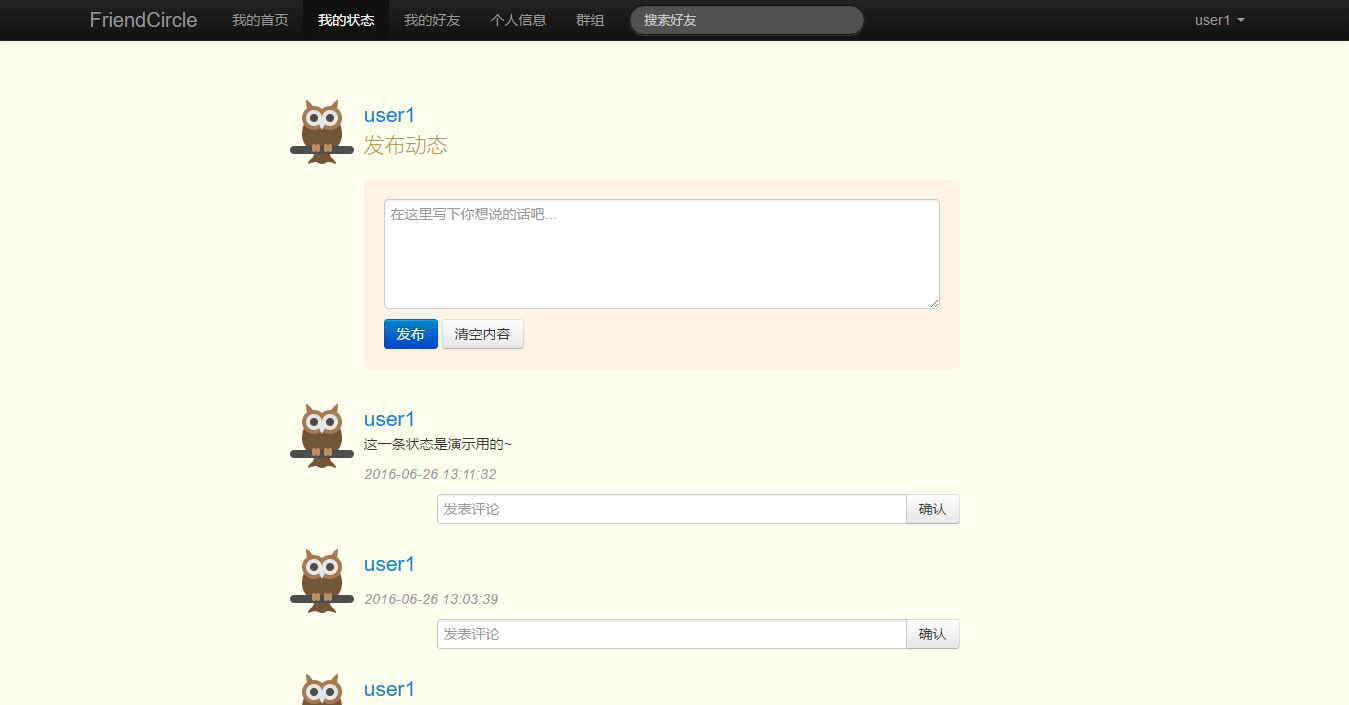 FriendCircle 我的首页 我的状态 我的好友 个人信息 群组 搜索好友 user1
user1
发布动态
在这里写下你想说的话吧...
发布 清空内容
user1
这一条状态是演示用的~
2016-06-26 13:11:32
发表评论 确认
user1
2016-06-26 13:03:39
发表评论 确认
user1